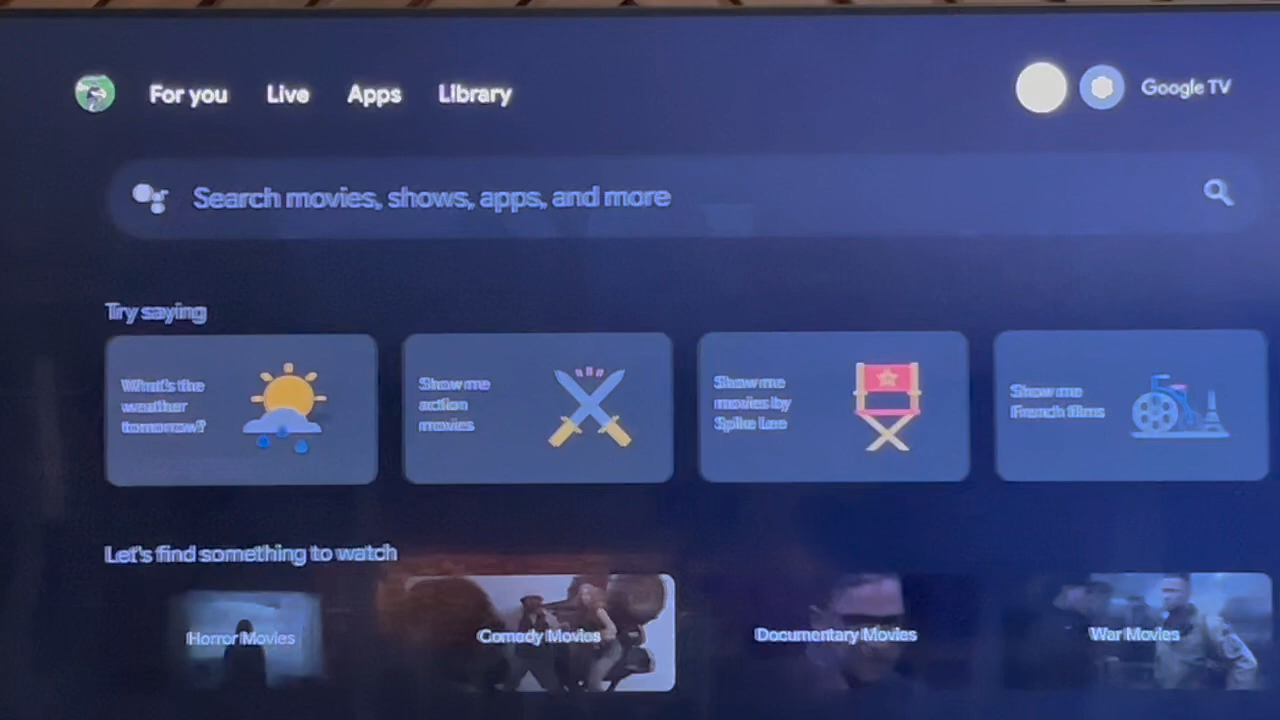 For you Live Apps Library Google TV
Search movies, shows, apps, and more
Try saying
What's the
weather
tomorrow?
Show me
action
movies
Show me
movies by
Spike Lee
Show me
French films
Let's find something to watch
Horror Movies
Comedy Movies
Documentary Movies
War Movies